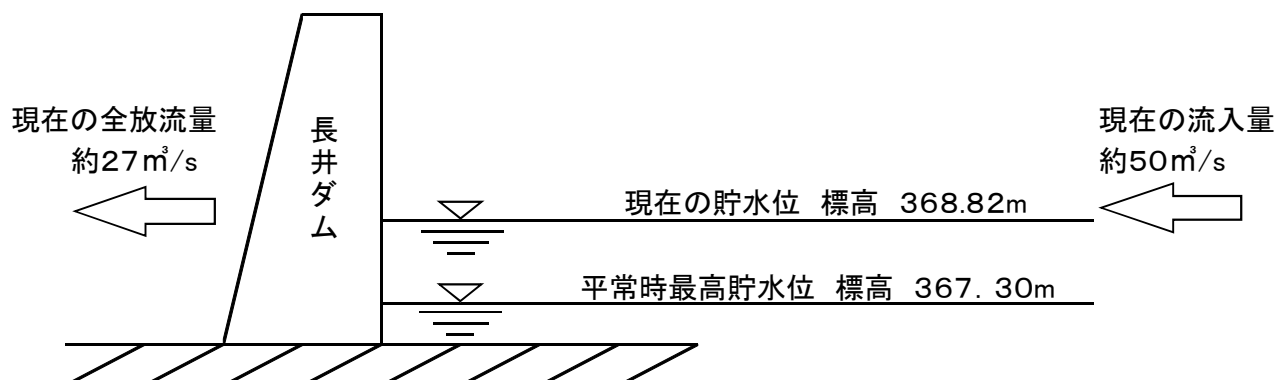 現在の全放流量
約27㎥/s
長井ダム
現在の流入量
約50㎥/s
現在の貯水位 標高 368.82m
平常時最高貯水位 標高 367. 30m